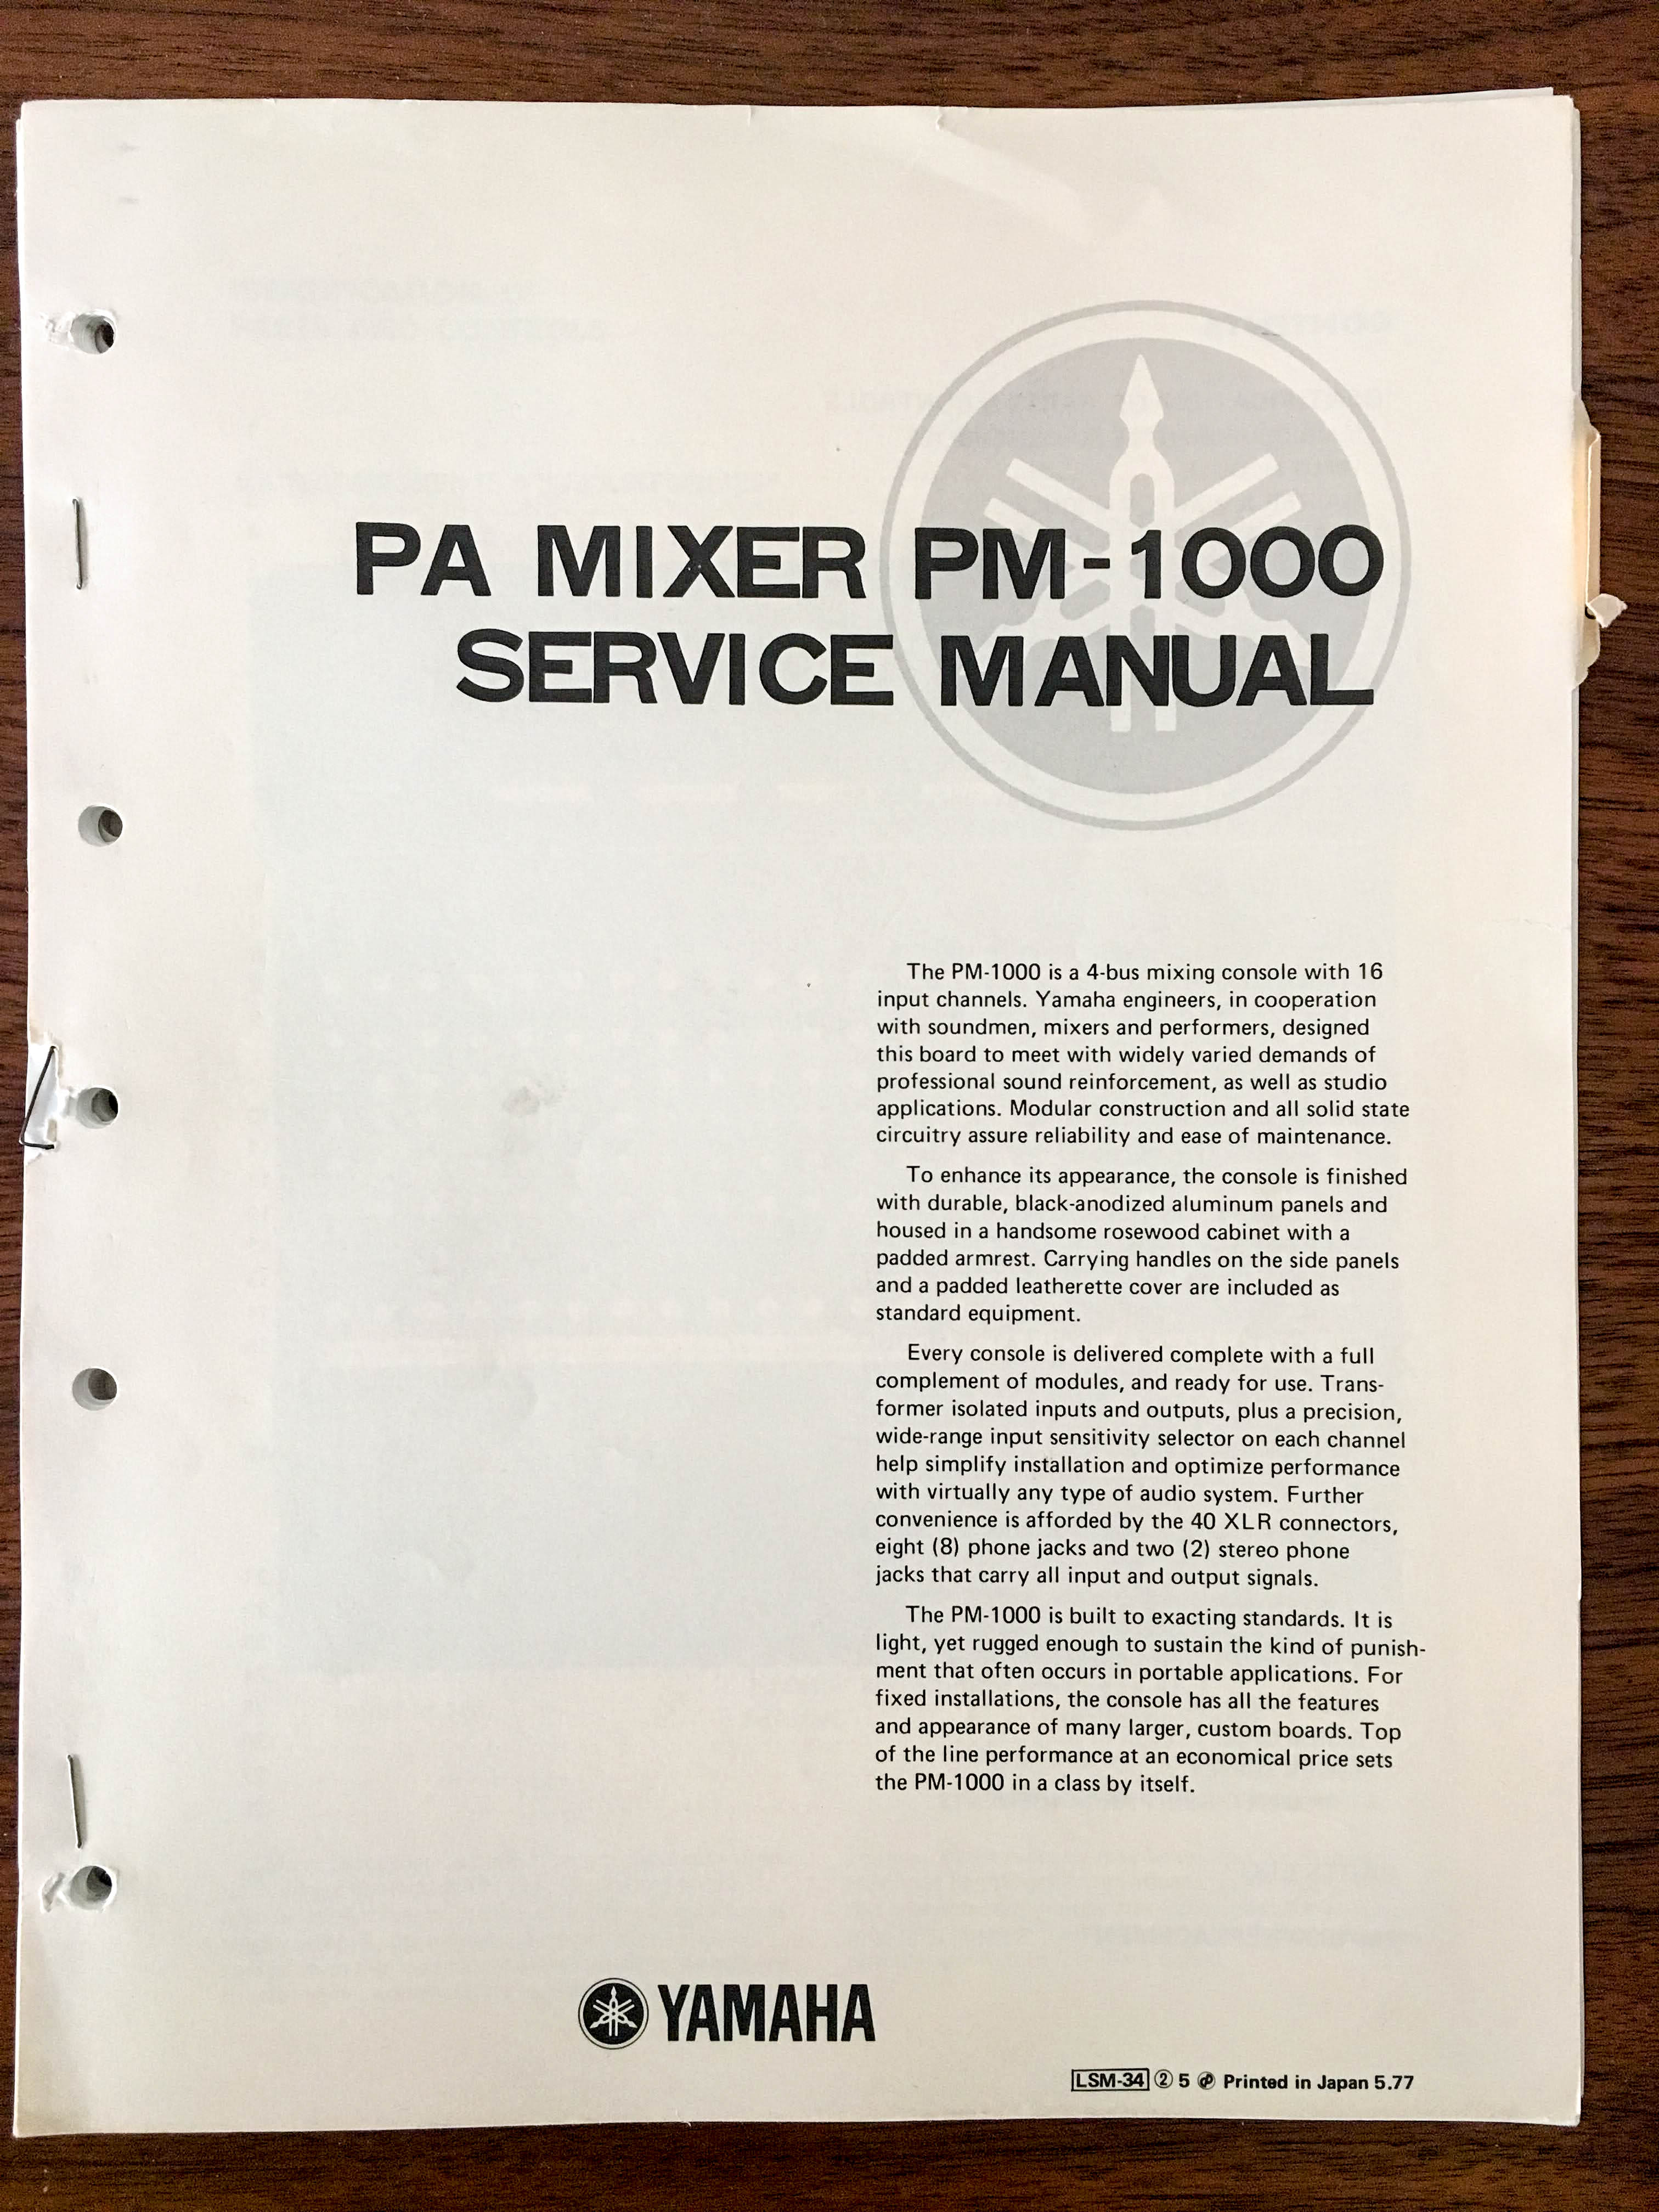 PA MIXER PM-1000
SERVICE MANUAL
The PM-1000 is a 4-bus mixing console with 16
input channels. Yamaha engineers, in cooperation
with soundmen, mixers and performers, designed
this board to meet with widely varied demands of
professional sound reinforcement, as well as studio
applications. Modular construction and all solid state
circuitry assure reliability and ease of maintenance.
To enhance its appearance, the console is finished
with durable, black-anodized aluminum panels and
housed in a handsome rosewood cabinet with a
padded armrest. Carrying handles on the side panels
and a padded leatherette cover are included as
standard equipment.
Every console is delivered complete with a full
complement of modules, and ready for use. Trans-
former isolated inputs and outputs, plus a precision,
wide-range input sensitivity selector on each channel
help simplify installation and optimize performance
with virtually any type of audio system. Further
convenience is afforded by the 40 XLR connectors,
eight (8) phone jacks and two (2) stereo phone
jacks that carry all input and output signals.
The PM-1000 is built to exacting standards. It is
light, yet rugged enough to sustain the kind of punish-
ment that often occurs in portable applications. For
fixed installations, the console has all the features
and appearance of many larger, custom boards. Top
of the line performance at an economical price sets
the PM-1000 in a class by itself.
YAMAHA
LSM-34 ② 5 Printed in Japan 5.77